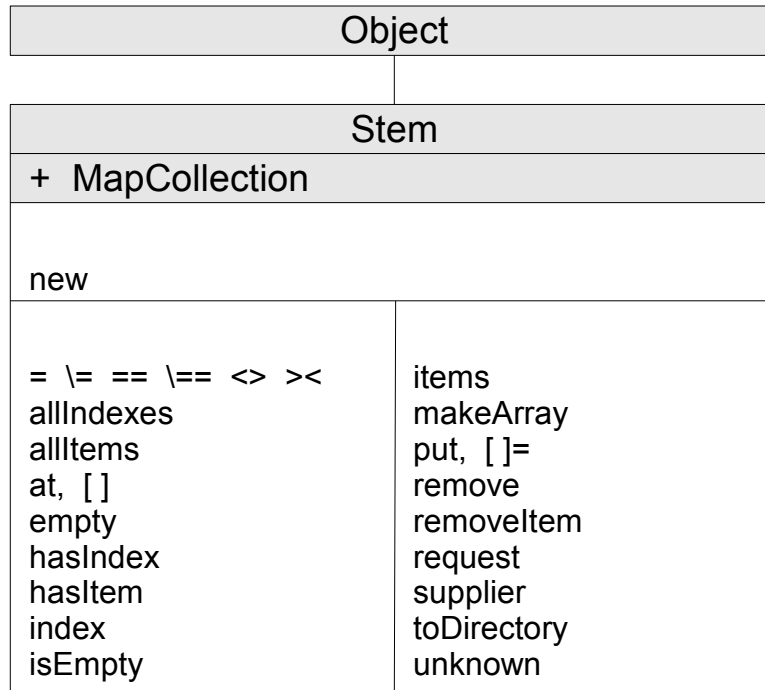 Object
Stem
+ MapCollection
new
= \= == \== <> ><
allIndexes
allItems
at, [ ]
empty
hasIndex
hasItem
index
isEmpty
items
makeArray
put, [ ]=
remove
removeItem
request
supplier
toDirectory
unknown